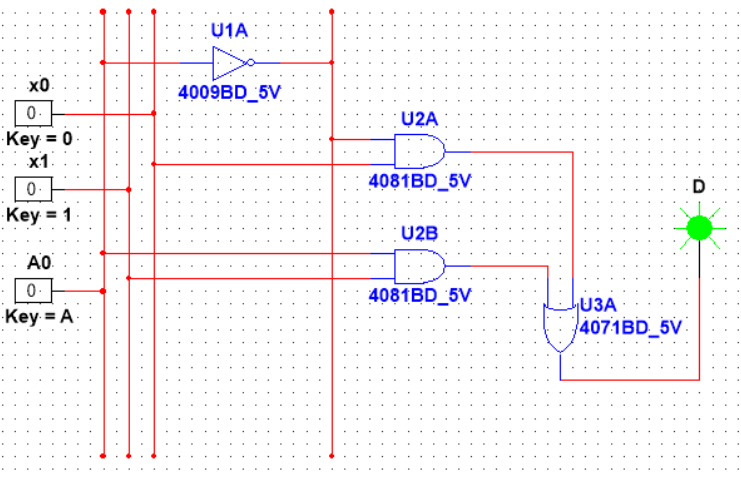 U1A
4009BD_5V
x0
0
Key = 0
x1
0
Key = 1
A0
0
Key = A
U2A
4081BD_5V
U2B
4081BD_5V
D
U3A
4071BD_5V